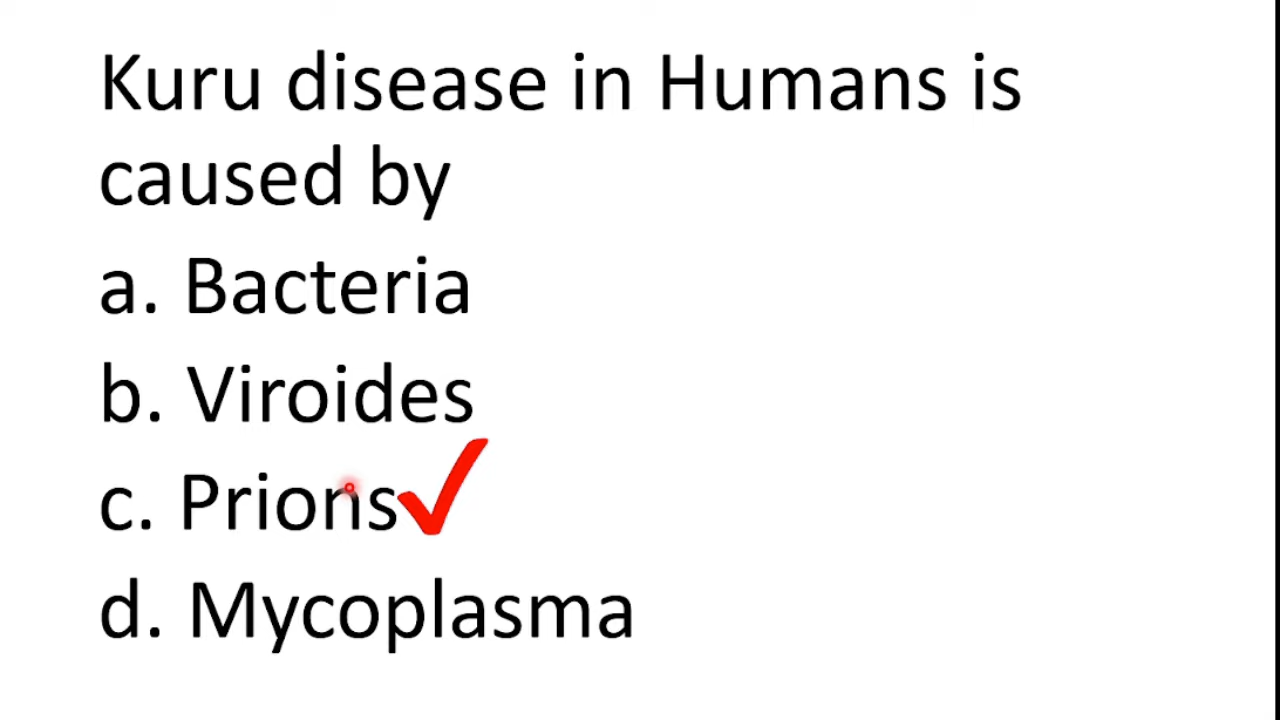 Kuru disease in Humans is
caused by
a. Bacteria
b. Viroides
c. Prions
d. Mycoplasma